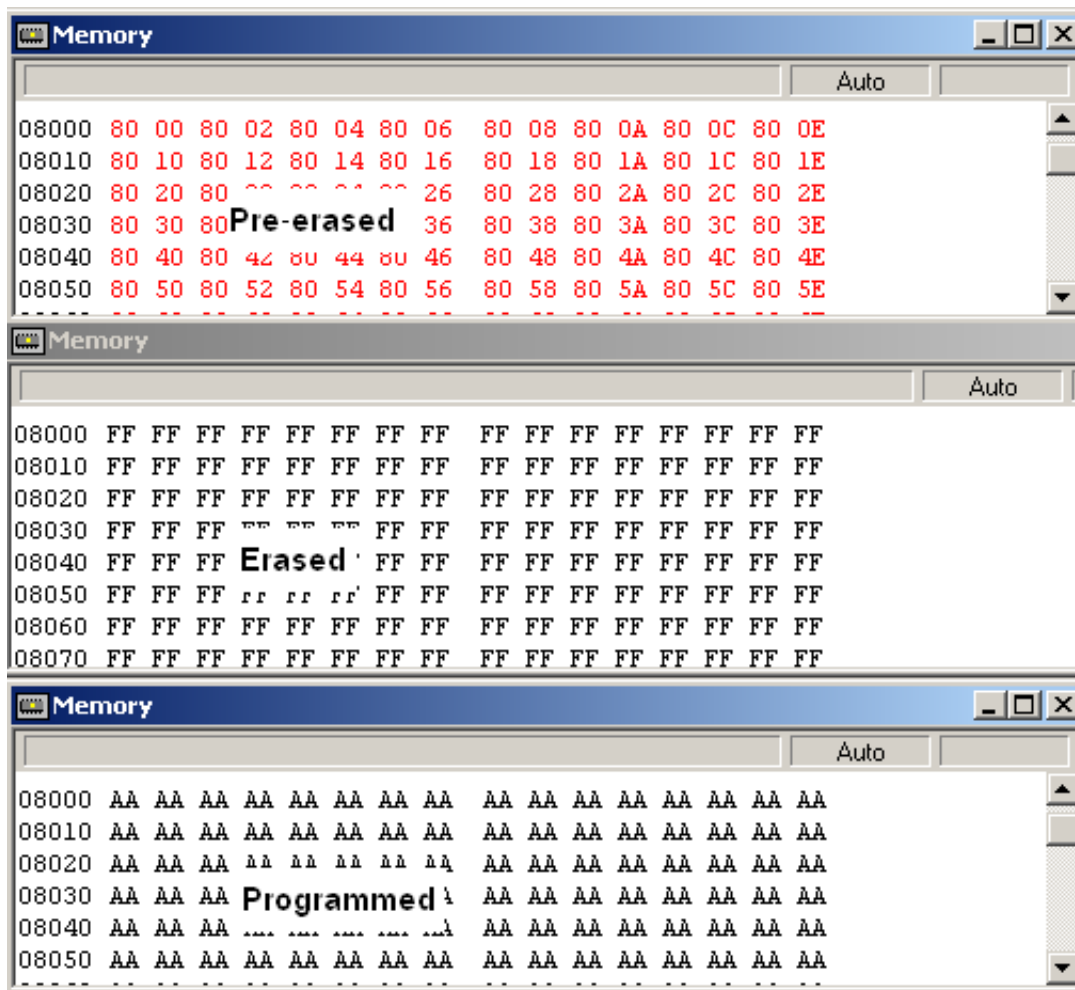 Memory
Auto
08000 80 00 80 02 80 04 80 06 80 08 80 0A 80 0C 80 0E
08010 80 10 80 12 80 14 80 16 80 18 80 1A 80 1C 80 1E
08020 80 20 80 26 80 28 80 2A 80 2C 80 2E
Pre-erased
08030 80 30 80 36 80 38 80 3A 80 3C 80 3E
08040 80 40 80 42 80 44 80 46 80 48 80 4A 80 4C 80 4E
08050 80 50 80 52 80 54 80 56 80 58 80 5A 80 5C 80 5E
Memory
Auto
08000 FF FF FF FF FF FF FF FF FF FF FF FF FF FF FF FF
08010 FF FF FF FF FF FF FF FF FF FF FF FF FF FF FF FF
08020 FF FF FF FF FF FF FF FF FF FF FF FF FF FF FF FF
08030 FF FF FF FF FF FF FF FF FF FF FF FF FF FF FF FF
08040 FF FF FF Erased FF FF FF FF FF FF FF FF FF FF
08050 FF FF FF FF FF FF FF FF FF FF FF FF FF FF FF FF
08060 FF FF FF FF FF FF FF FF FF FF FF FF FF FF FF FF
08070 FF FF FF FF FF FF FF FF FF FF FF FF FF FF FF FF
Memory
Auto
08000 AA AA AA AA AA AA AA AA AA AA AA AA AA AA AA AA
08010 AA AA AA AA AA AA AA AA AA AA AA AA AA AA AA AA
08020 AA AA AA AA AA AA AA AA AA AA AA AA AA AA AA AA
08030 AA AA AA Programmed AA AA AA AA AA AA AA AA
08040 AA AA AA AA AA AA AA AA AA AA AA
08050 AA AA AA AA AA AA AA AA AA AA AA AA AA AA AA AA